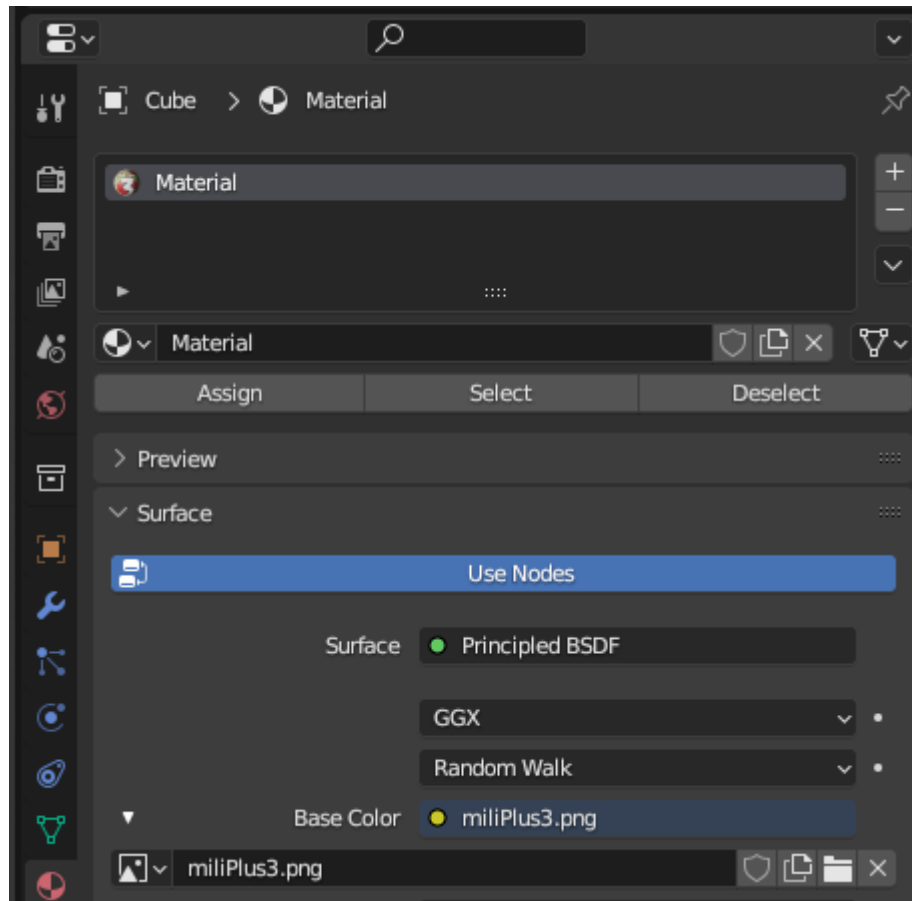 Cube > Material
Material
Material
Assign Select Deselect
Preview
Surface
Use Nodes
Surface Principled BSDF
GGX
Random Walk
Base Color miliPlus3.png
miliPlus3.png